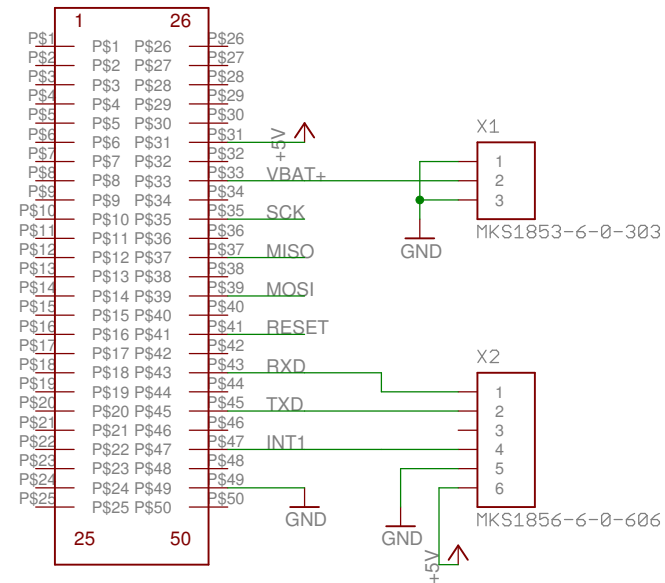 1 26
P$1 P$1 P$26 P$26
P$2 P$2 P$27 P$27
P$3 P$3 P$28 P$28
P$4 P$4 P$29 P$29
P$5 P$5 P$30 P$30
P$6 P$6 P$31 P$31 +5V
P$7 P$7 P$32 P$32
P$8 P$8 P$33 P$33 VBAT+
P$9 P$9 P$34 P$34
P$10 P$10 P$35 P$35 SCK
P$11 P$11 P$36 P$36
P$12 P$12 P$37 P$37 MISO
P$13 P$13 P$38 P$38
P$14 P$14 P$39 P$39 MOSI
P$15 P$15 P$40 P$40
P$16 P$16 P$41 P$41 RESET
P$17 P$17 P$42 P$42
P$18 P$18 P$43 P$43 RXD
P$19 P$19 P$44 P$44
P$20 P$20 P$45 P$45 TXD
P$21 P$21 P$46 P$46
P$22 P$22 P$47 P$47 INT1
P$23 P$23 P$48 P$48
P$24 P$24 P$49 P$49
P$25 P$25 P$50 P$50
25 50
GND
X1
1
2
3
MKS1853-6-0-303
GND
X2
1
2
3
4
5
6
MKS1856-6-0-606
GND
+5V